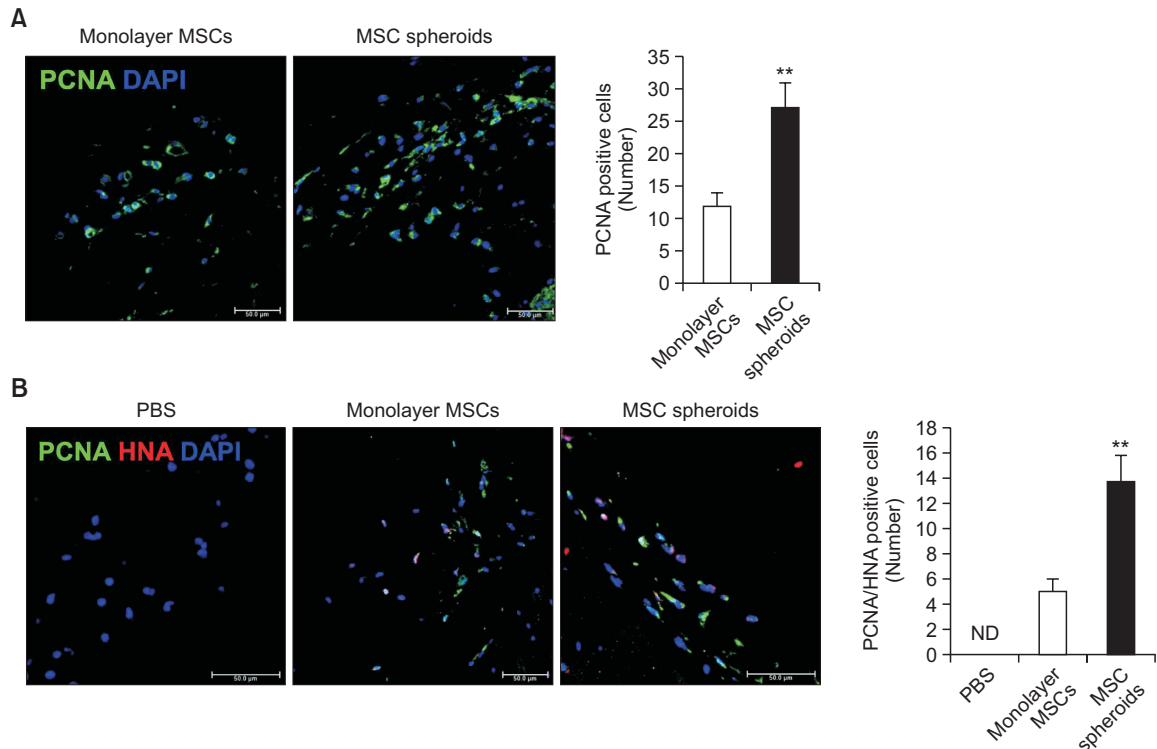 A
Monolayer MSCs
MSC spheroids
PCNA DAPI
50.0 µm
50.0 µm
PCNA positive cells
(Number)
35
30
25
20
15
10
5
0
**
Monolayer
MSCs
MSC
spheroids
B
PBS
Monolayer MSCs
MSC spheroids
PCNA HNA DAPI
50.0 µm
50.0 µm
50.0 µm
PCNA/HNA positive cells
(Number)
18
16
14
12
10
8
6
4
2
0
ND
**
PBS
Monolayer
MSCs
MSC
spheroids